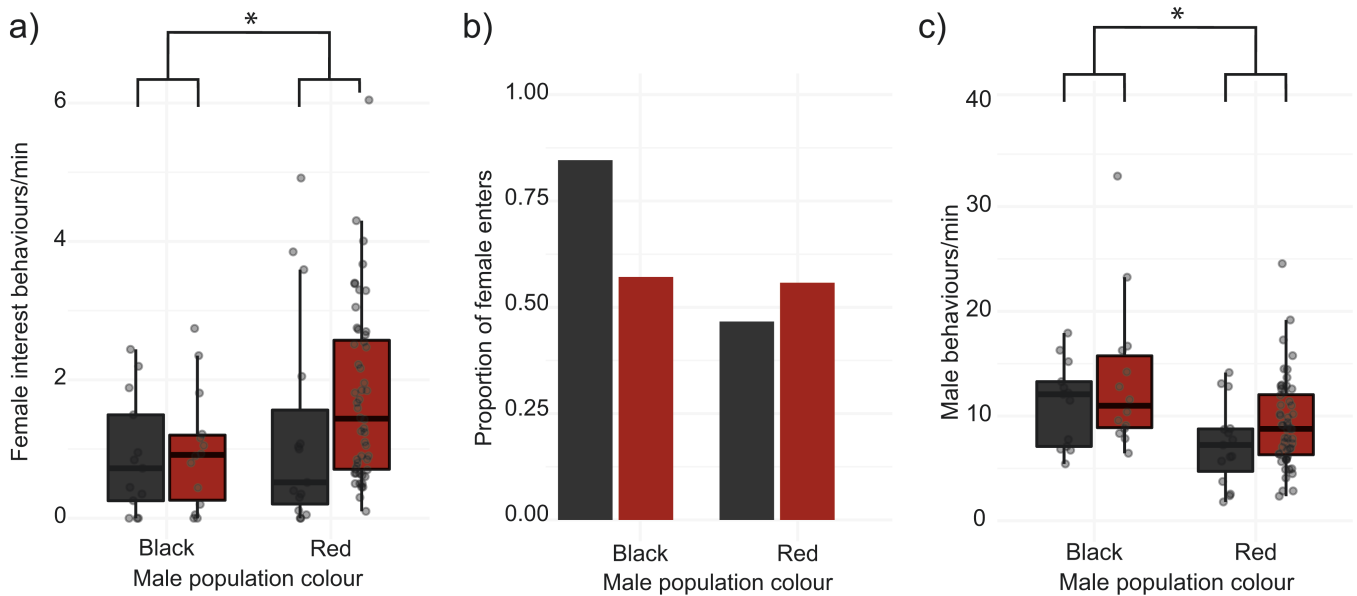 a)
*
Female interest behaviours/min
6
4
2
0
Black Red
Male population colour
b)
Proportion of female enters
1.00
0.75
0.50
0.25
0.00
Black Red
Male population colour
c)
*
Male behaviours/min
40
30
20
10
0
Black Red
Male population colour